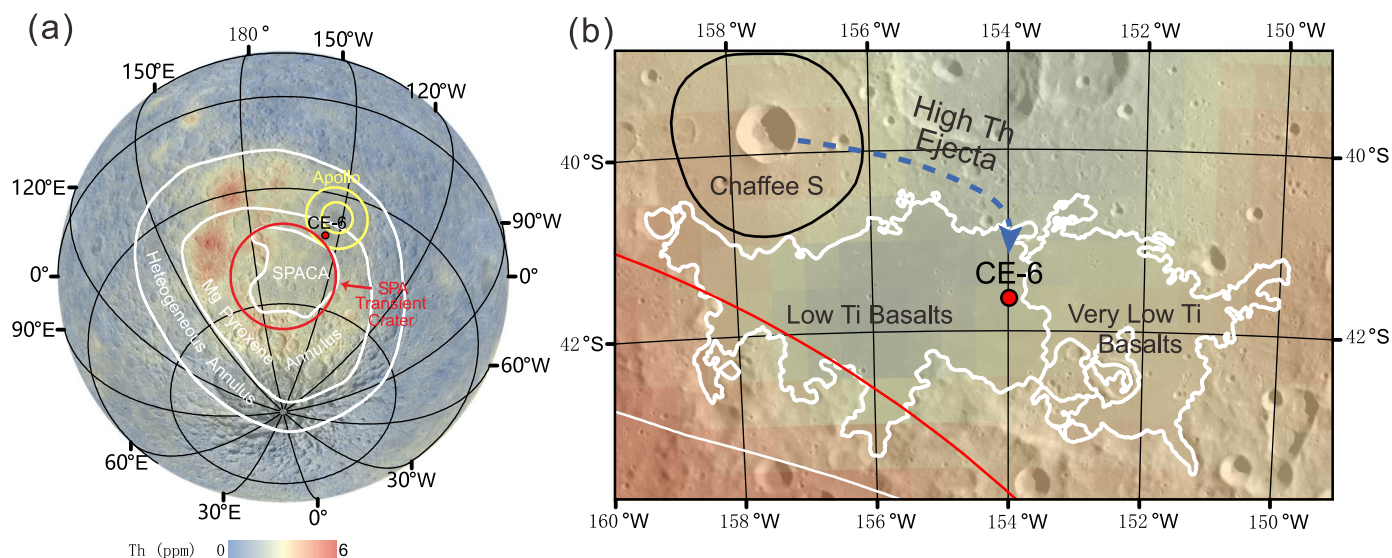 (a)
180°
150°W
150°E
120°W
120°E
Apollo
90°W
CE-6
0°
SPACA
0°
SPA
Transient
Crater
Heteogeneous Annulus
Mg Pyroxene Annulus
90°E
60°W
60°E
30°W
30°E
0°
Th (ppm) 0 6
(b)
158°W 156°W 154°W 152°W 150°W
High Th
Ejecta
40°S
40°S
Chaffee S
CE-6
Low Ti Basalts
Very Low Ti
Basalts
42°S
42°S
160°W 158°W 156°W 154°W 152°W 150°W